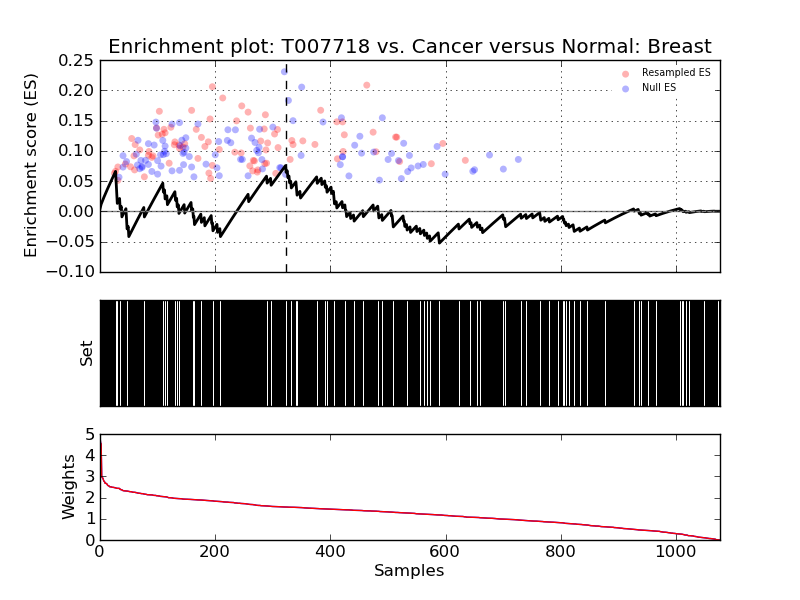 Enrichment plot: T007718 vs. Cancer versus Normal: Breast
0.25
0.20
0.15
0.10
0.05
0.00
−0.05
−0.10
Enrichment score (ES)
Resampled ES
Null ES
Set
5
4
3
2
1
0
Weights
0 200 400 600 800 1000
Samples